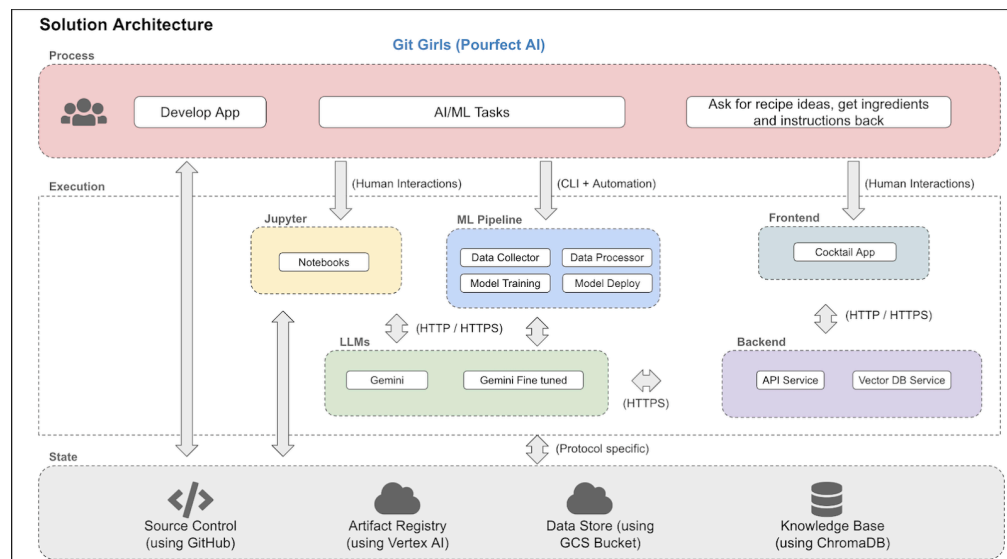 Solution Architecture
Git Girls (Pourfect AI)
Process
Develop App
AI/ML Tasks
Ask for recipe ideas, get ingredients
and instructions back
Execution
(Human Interactions)
(CLI + Automation)
(Human Interactions)
Jupyter
ML Pipeline
Frontend
Notebooks
Data Collector
Data Processor
Model Training
Model Deploy
Cocktail App
(HTTP / HTTPS)
(HTTP / HTTPS)
LLMs
Backend
Gemini
Gemini Fine tuned
(HTTPS)
API Service
Vector DB Service
(Protocol specific)
State
Source Control
(using GitHub)
Artifact Registry
(using Vertex AI)
Data Store (using
GCS Bucket)
Knowledge Base
(using ChromaDB)